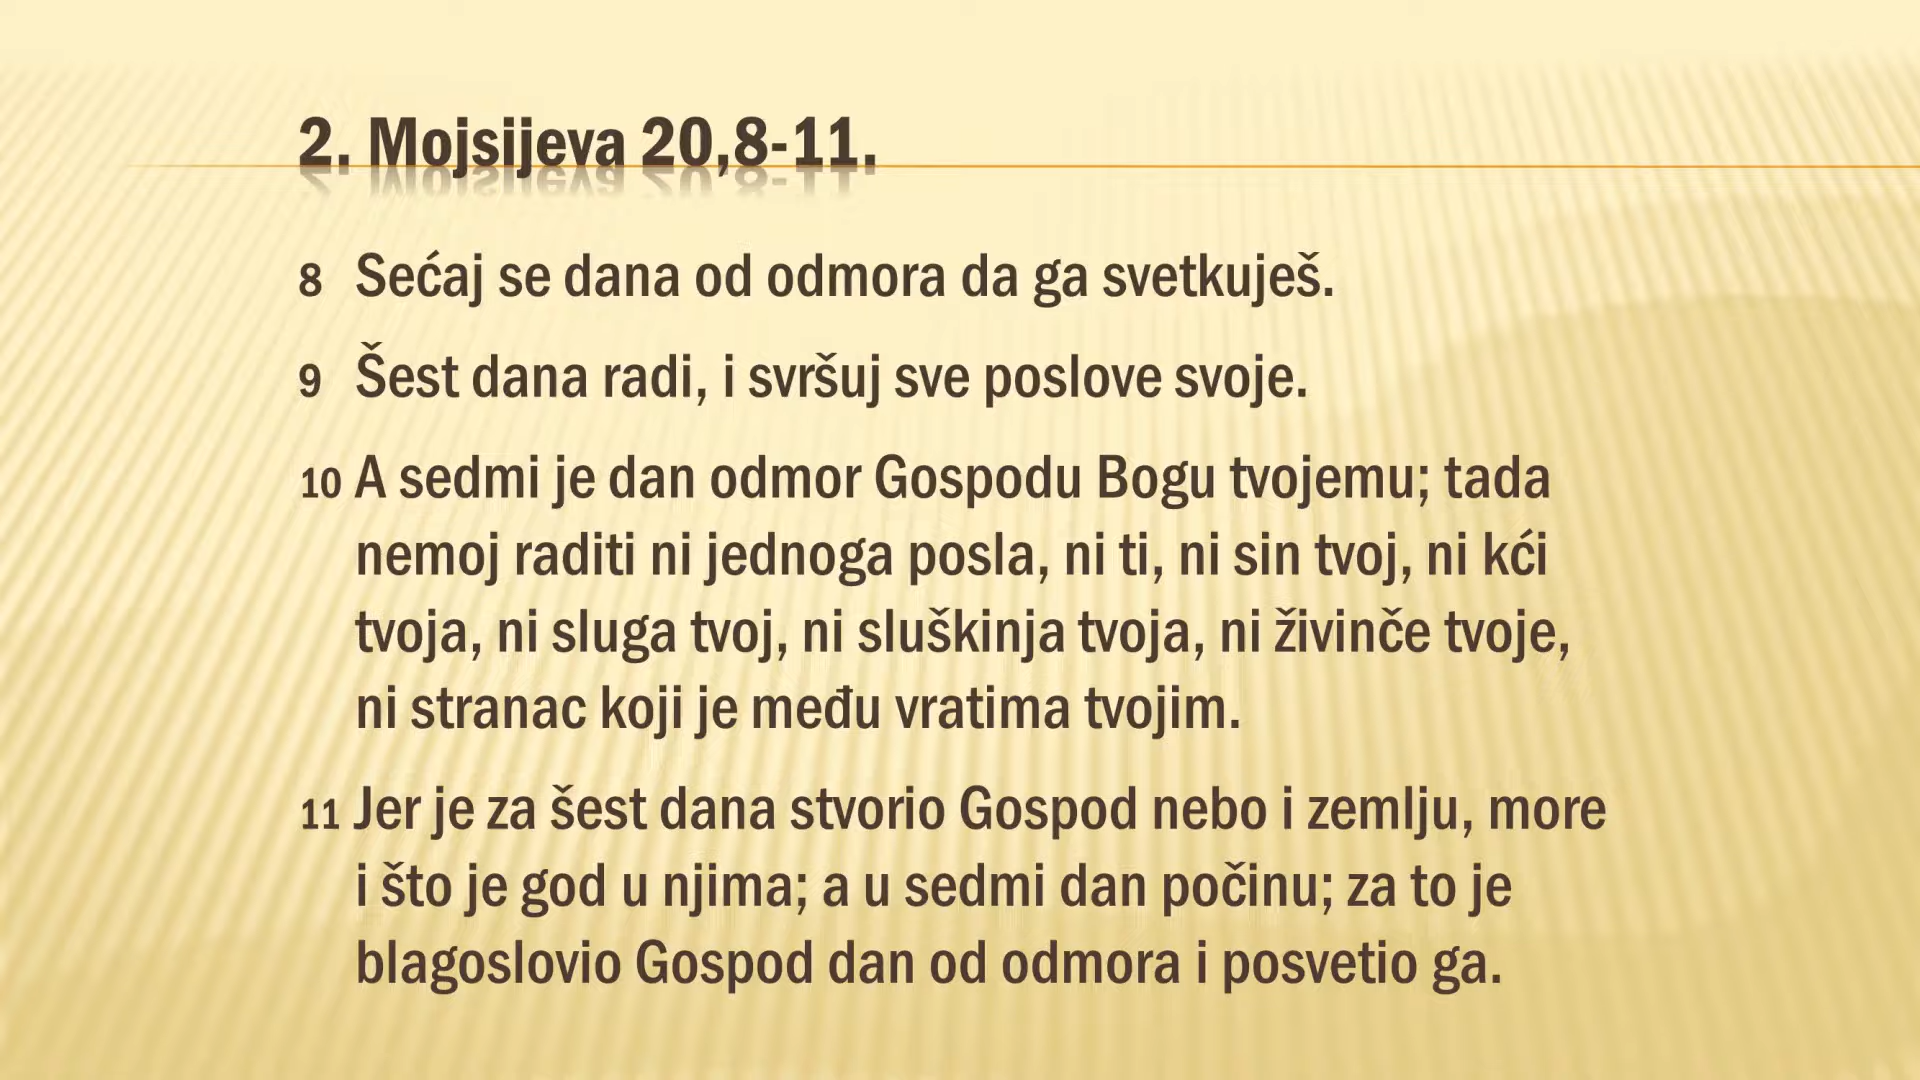 2. Mojsijeva 20,8-11.
8 Sećaj se dana od odmora da ga svetkuješ.
9 Šest dana radi, i svršuj sve poslove svoje.
10 A sedmi je dan odmor Gospodu Bogu tvojemu; tada
nemoj raditi ni jednoga posla, ni ti, ni sin tvoj, ni kći
tvoja, ni sluga tvoj, ni sluškinja tvoja, ni živinče tvoje,
ni stranac koji je među vratima tvojim.
11 Jer je za šest dana stvorio Gospod nebo i zemlju, more
i što je god u njima; a u sedmi dan počinu; za to je
blagoslovio Gospod dan od odmora i posvetio ga.